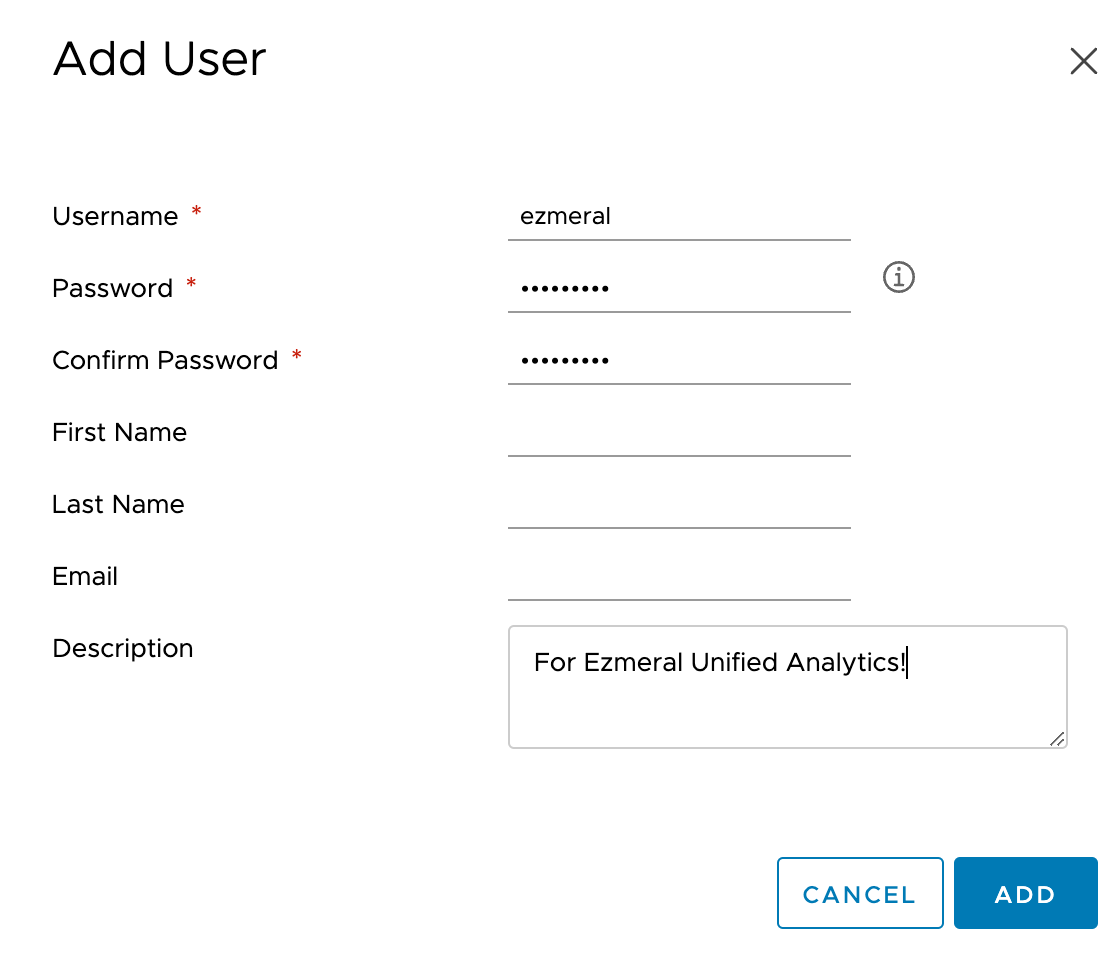 Add User
Username * ezmeral
Password * •••••••••
Confirm Password * •••••••••
First Name
Last Name
Email
Description For Ezmeral Unified Analytics!
CANCEL ADD